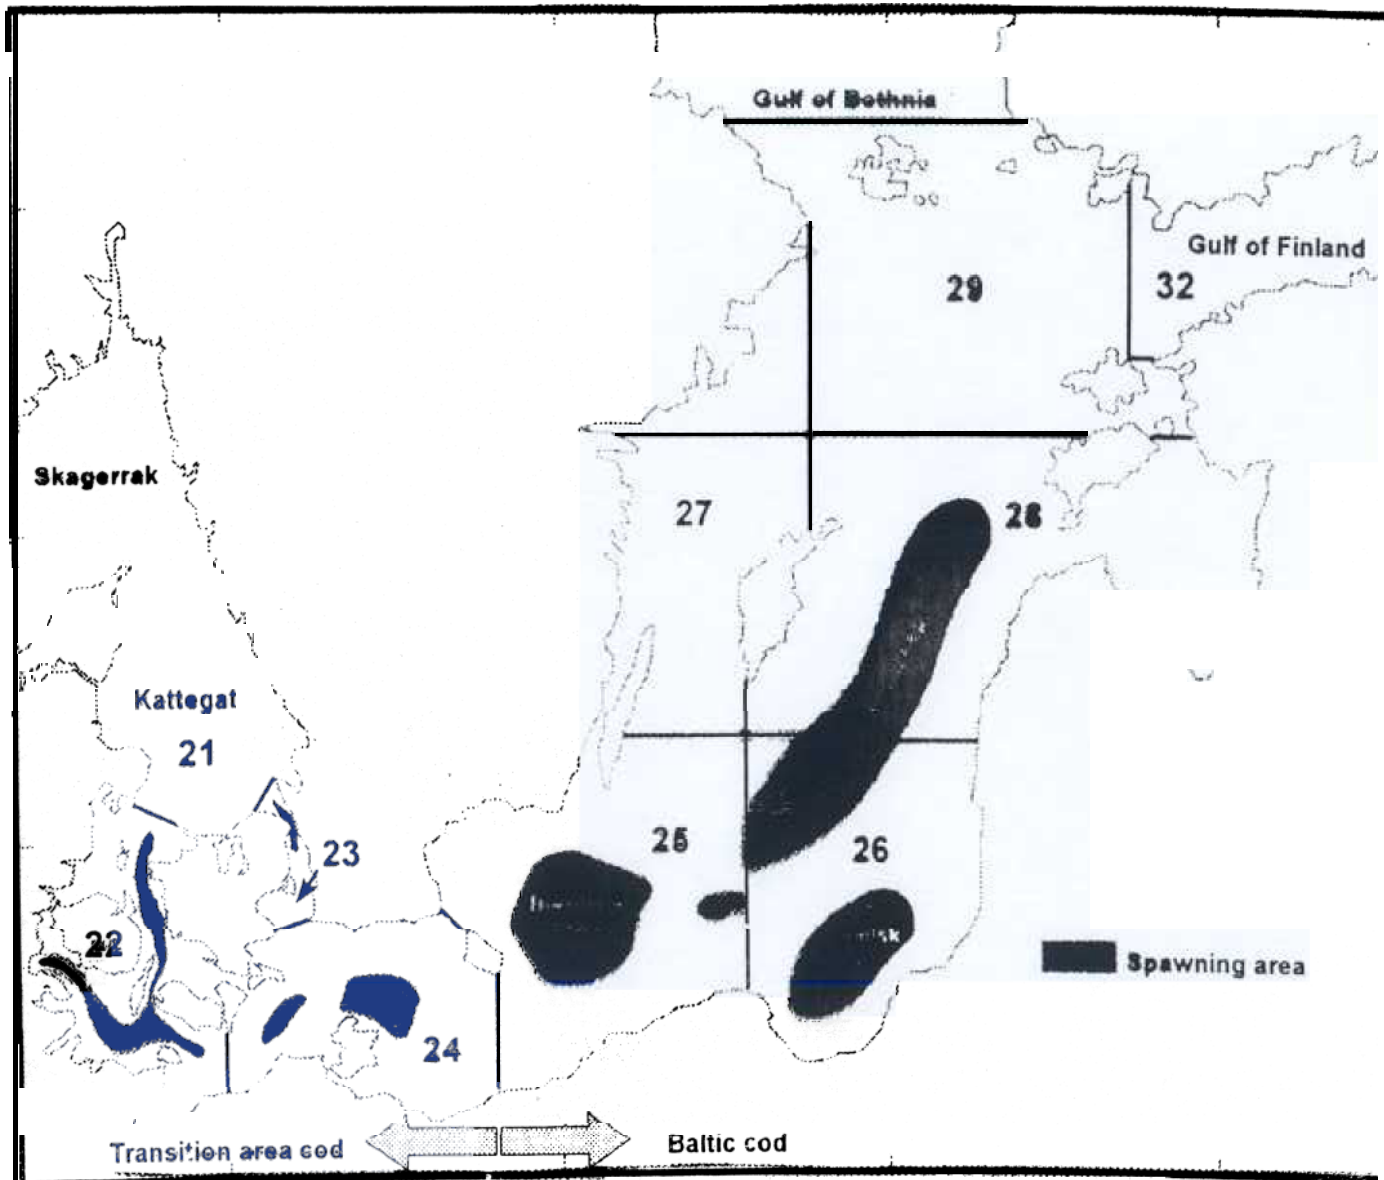 Gulf of Bothnia
Gulf of Finland
29
32
Skagerrak
27
28
Kattegat
21
25
26
23
22
Spawning area
24
Transition area cod
Baltic cod